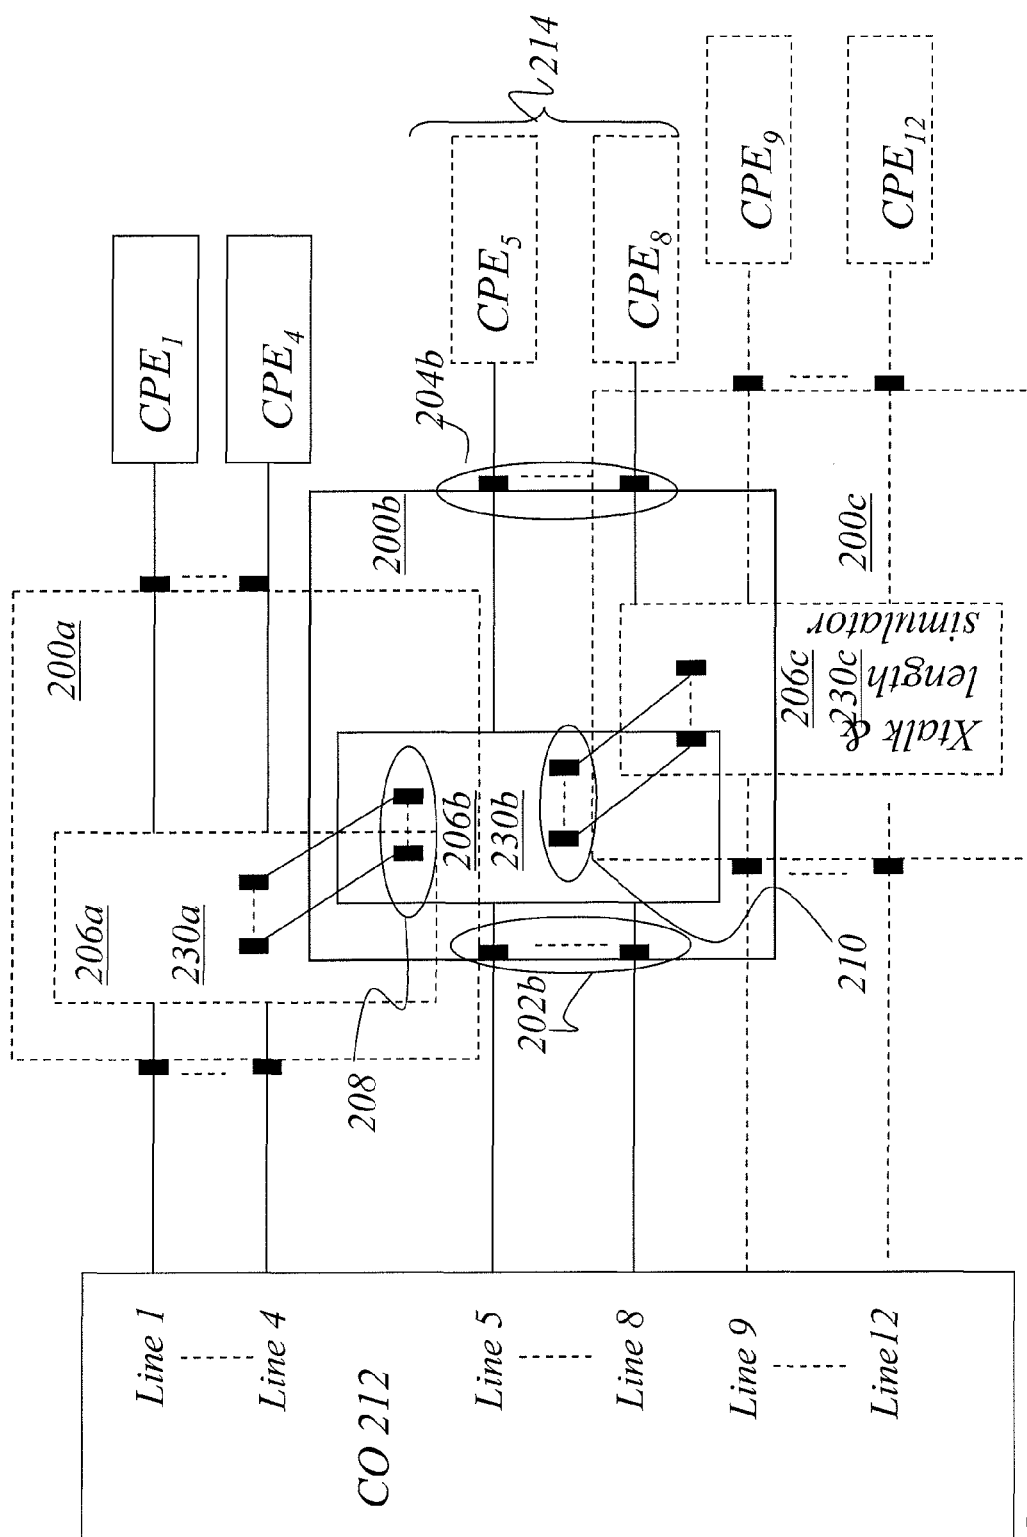 CO 212
Line 1
Line 4
Line 5
Line 8
Line 9
Line12
200a
206a
230a
208
200b
206b
230b
202b
204b
210
200c
206c
230c
Xtalk &
length
simulator
CPE1
CPE4
CPE5
CPE8
214
CPE9
CPE12